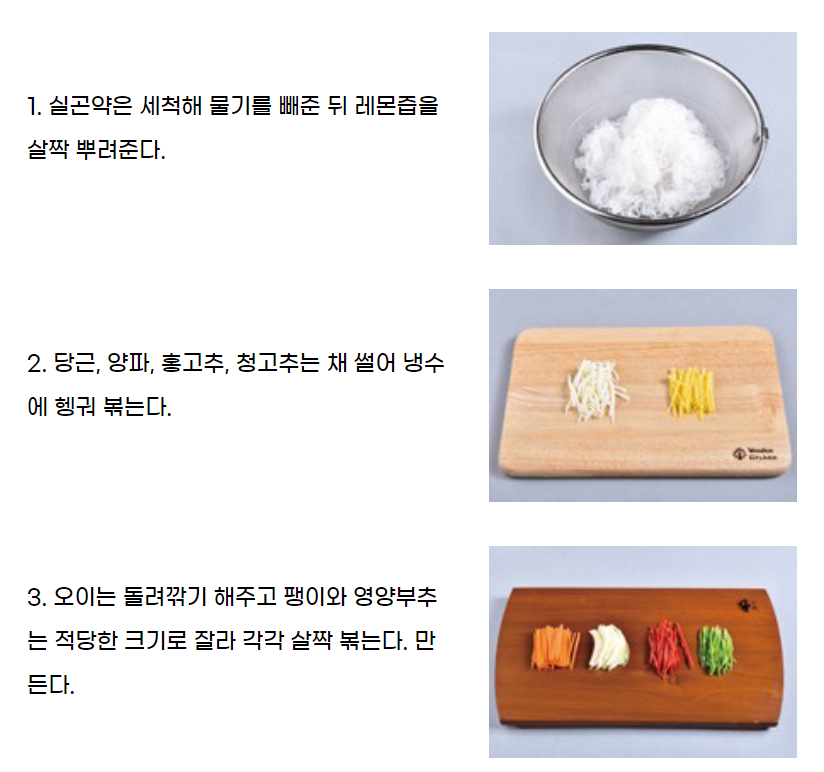 1. 실곤약은 세척해 물기를 빼준 뒤 레몬즙을
살짝 뿌려준다.
2. 당근, 양파, 홍고추, 청고추는 채 썰어 냉수
에 헹궈 볶는다.
3. 오이는 돌려깎기 해주고 팽이와 영양부추
는 적당한 크기로 잘라 각각 살짝 볶는다. 만
든다.